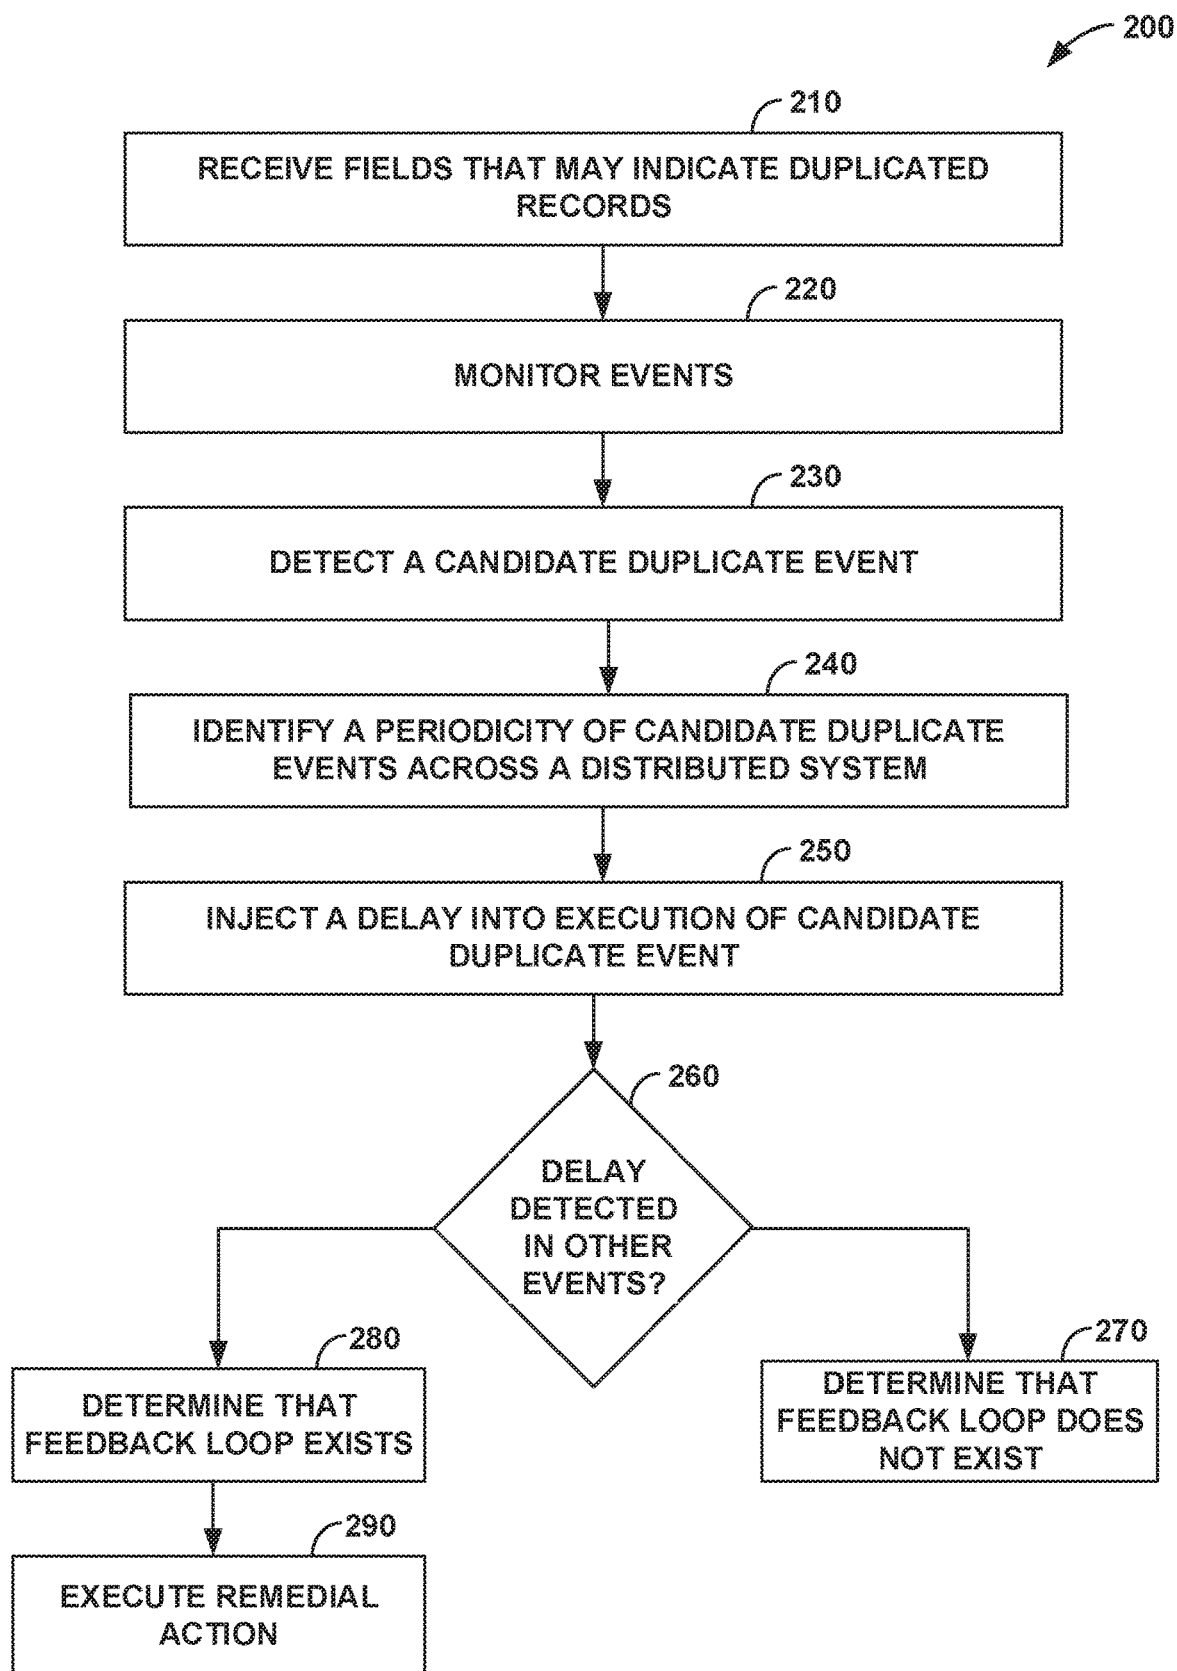 200
210
RECEIVE FIELDS THAT MAY INDICATE DUPLICATED
RECORDS
220
MONITOR EVENTS
230
DETECT A CANDIDATE DUPLICATE EVENT
240
IDENTIFY A PERIODICITY OF CANDIDATE DUPLICATE
EVENTS ACROSS A DISTRIBUTED SYSTEM
250
INJECT A DELAY INTO EXECUTION OF CANDIDATE
DUPLICATE EVENT
260
DELAY
DETECTED
IN OTHER
EVENTS?
280
DETERMINE THAT
FEEDBACK LOOP EXISTS
270
DETERMINE THAT
FEEDBACK LOOP DOES
NOT EXIST
290
EXECUTE REMEDIAL
ACTION